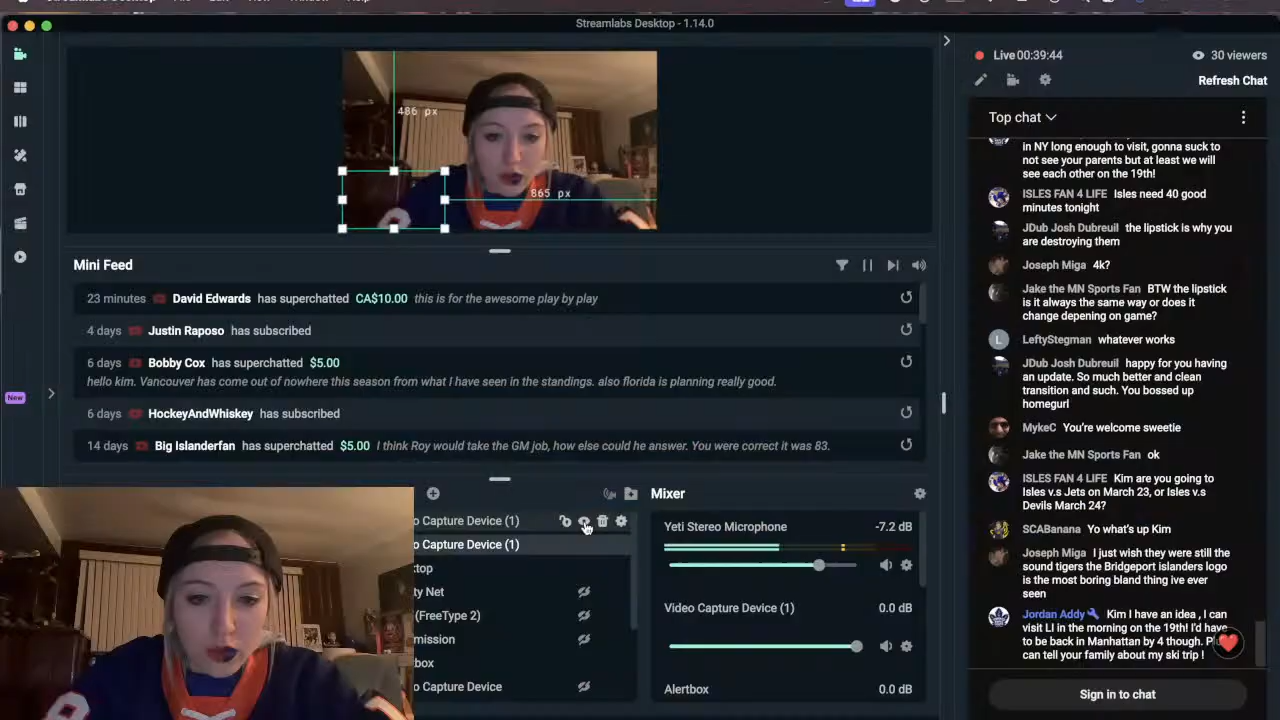 Streamlabs Desktop - 1.14.0
486 px
865 px
Mini Feed
23 minutes David Edwards has superchatted CA$10.00 this is for the awesome play by play
4 days Justin Raposo has subscribed
6 days Bobby Cox has superchatted $5.00
hello kim. Vancouver has come out of nowhere this season from what I have seen in the standings. also florida is planning really good.
6 days HockeyAndWhiskey has subscribed
14 days Big Islanderfan has superchatted $5.00 I think Roy would take the GM job, how else could he answer. You were correct it was 83.
New
o Capture Device (1)
o Capture Device (1)
top
ty Net
(FreeType 2)
mission
box
o Capture Device
Mixer
Yeti Stereo Microphone -7.2 dB
Video Capture Device (1) 0.0 dB
Alertbox 0.0 dB
Live 00:39:44 30 viewers
Refresh Chat
Top chat
in NY long enough to visit, gonna suck to
not see your parents but at least we will
see each other on the 19th!
ISLES FAN 4 LIFE Isles need 40 good
minutes tonight
JDub Josh Dubreuil the lipstick is why you
are destroying them
Joseph Miga 4k?
Jake the MN Sports Fan BTW the lipstick
is it always the same way or does it
change depening on game?
L LeftyStegman whatever works
JDub Josh Dubreuil happy for you having
an update. So much better and clean
transition and such. You bossed up
homegurl
MykeC You're welcome sweetie
Jake the MN Sports Fan ok
ISLES FAN 4 LIFE Kim are you going to
Isles v.s Jets on March 23, or Isles v.s
Devils March 24?
SCABanana Yo what's up Kim
Joseph Miga I just wish they were still the
sound tigers the Bridgeport islanders logo
is the most boring bland thing ive ever
seen
Jordan Addy Kim I have an idea , I can
visit LI in the morning on the 19th! I'd have
to be back in Manhattan by 4 though.
can tell your family about my ski trip !
Sign in to chat